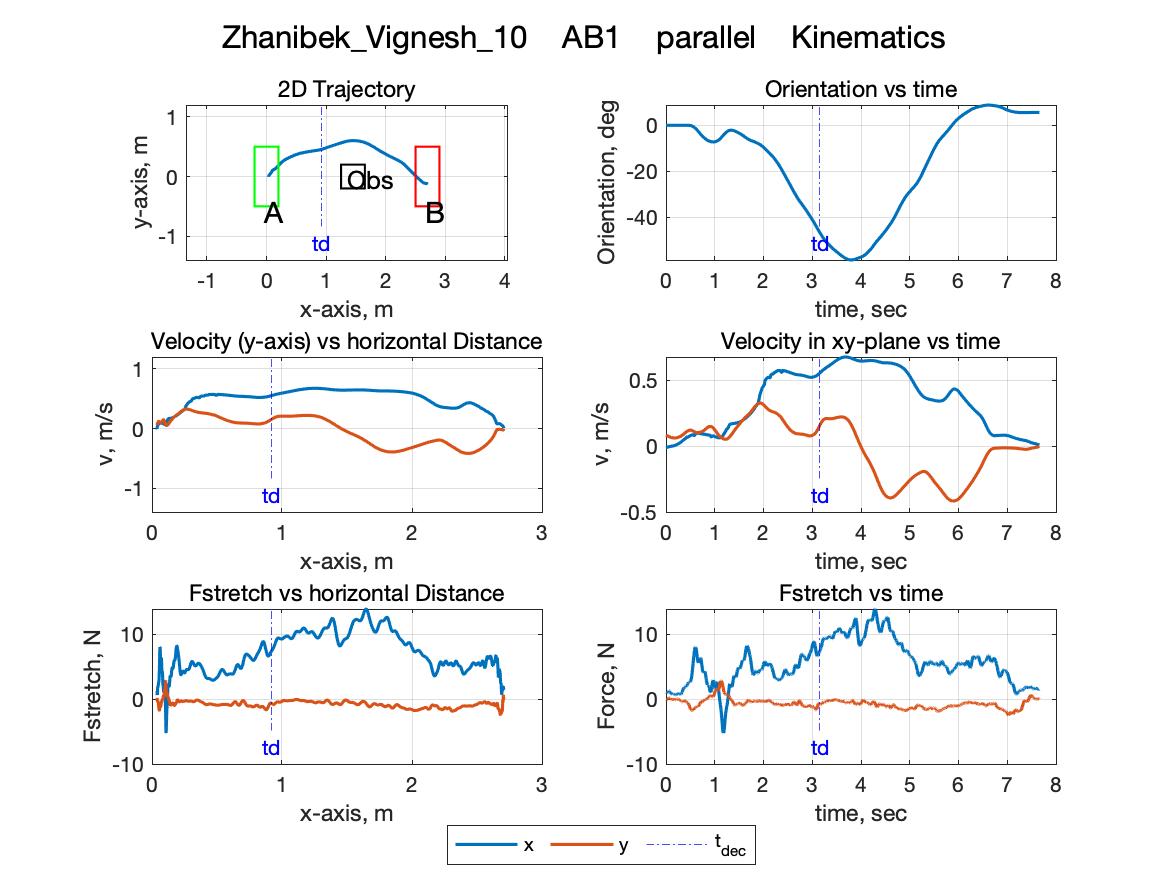 Zhanibek_Vignesh_10 AB1 parallel Kinematics
2D Trajectory
y-axis, m
1
0
-1
A
Obs
B
td
-1 0 1 2 3 4
x-axis, m
Orientation vs time
Orientation, deg
0
-20
-40
td
0 1 2 3 4 5 6 7 8
time, sec
Velocity (y-axis) vs horizontal Distance
v, m/s
1
0
-1
td
0 1 2 3
x-axis, m
Velocity in xy-plane vs time
v, m/s
0.5
0
-0.5
td
0 1 2 3 4 5 6 7 8
time, sec
Fstretch vs horizontal Distance
Fstretch, N
10
0
-10
td
0 1 2 3
x-axis, m
Fstretch vs time
Force, N
10
0
-10
td
0 1 2 3 4 5 6 7 8
time, sec
x y t_dec